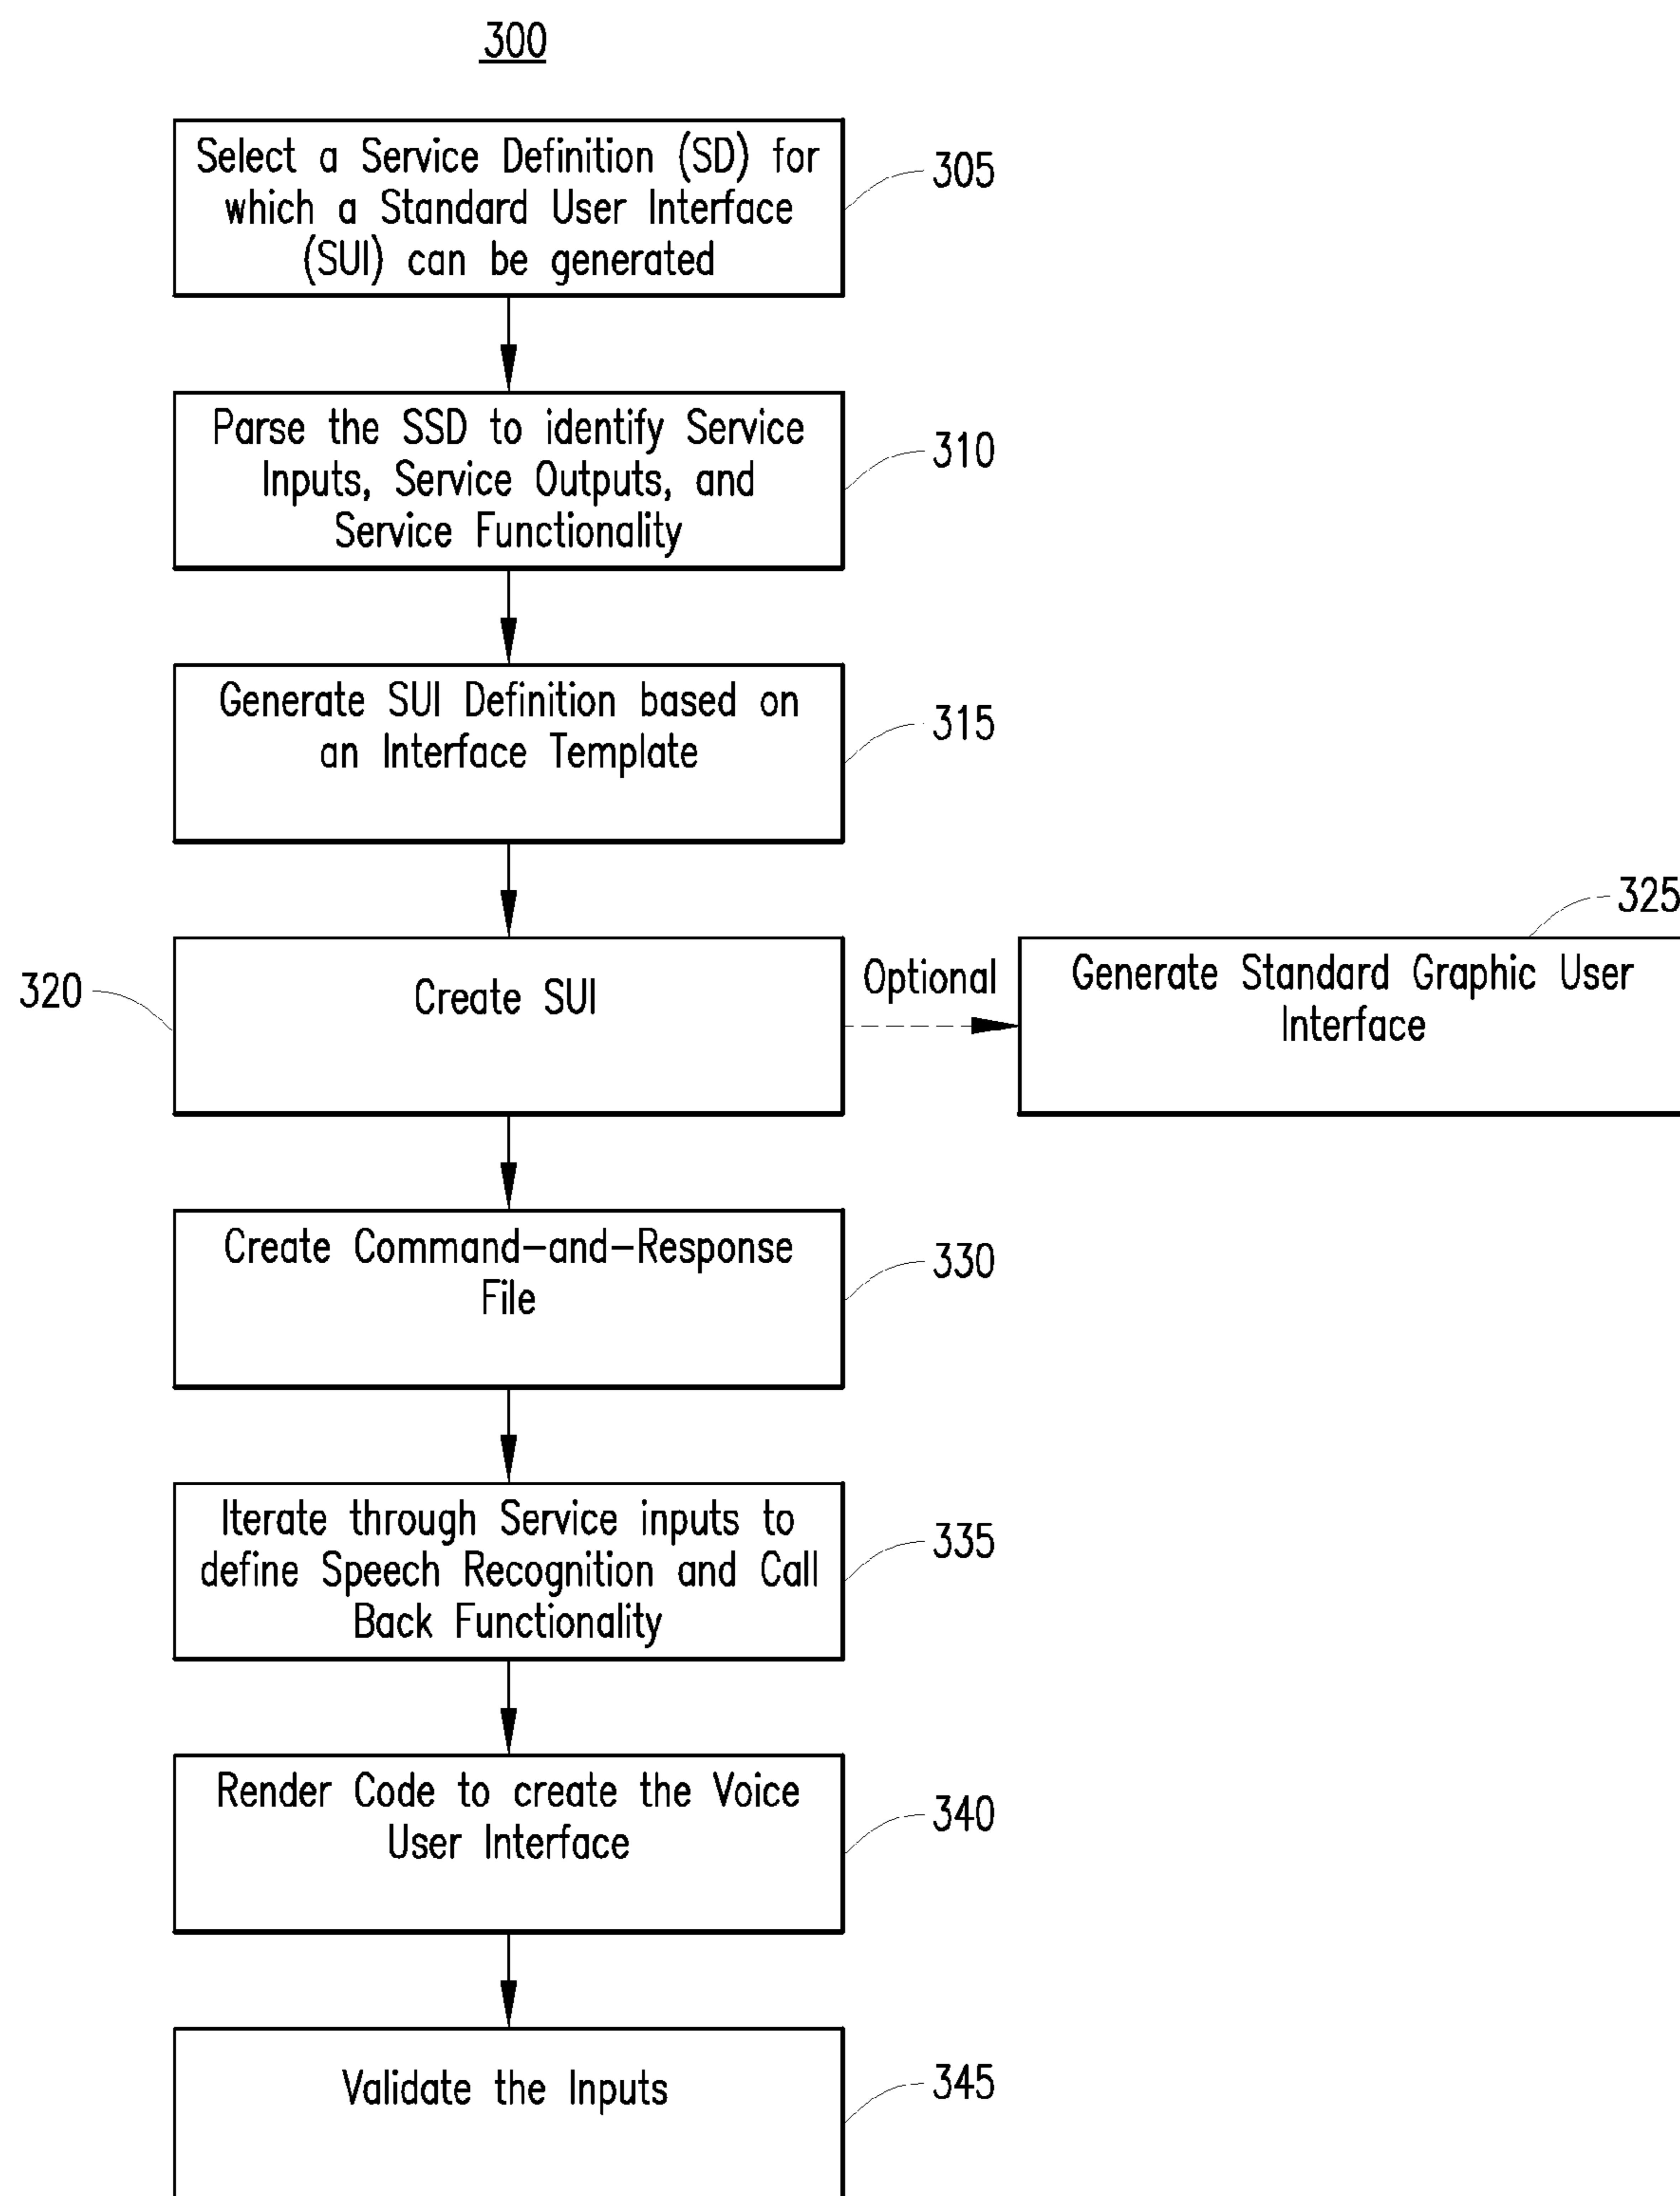 300
Select a Service Definition (SD) for
which a Standard User Interface
(SUI) can be generated
305
Parse the SSD to identify Service
Inputs, Service Outputs, and
Service Functionality
310
Generate SUI Definition based on
an Interface Template
315
320
Create SUI
Optional
325
Generate Standard Graphic User
Interface
Create Command-and-Response
File
330
Iterate through Service inputs to
define Speech Recognition and Call
Back Functionality
335
Render Code to create the Voice
User Interface
340
Validate the Inputs
345